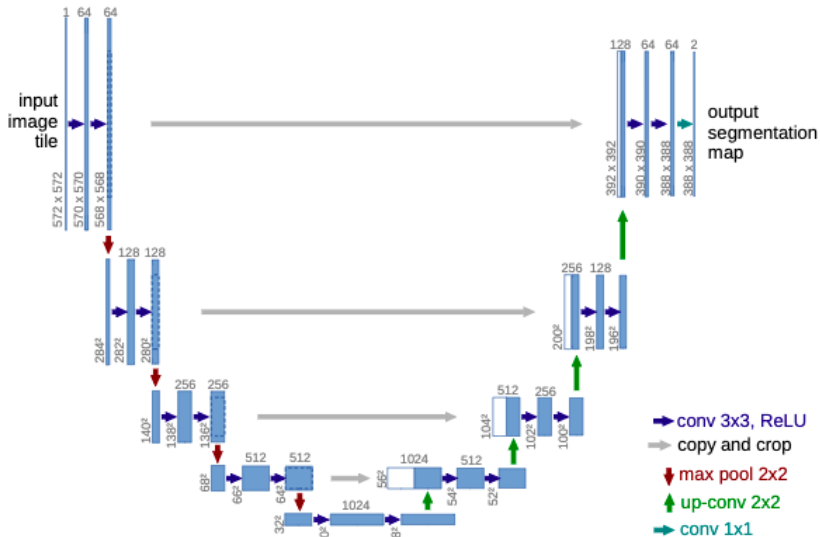 1 64 64
input
image
tile
572 x 572
570 x 570
568 x 568
128 64 64 2
output
segmentation
map
392 x 392
390 x 390
388 x 388
388 x 388
128 128
284²
282²
280²
256 128
200²
198²
196²
256 256
140²
138²
136²
512 256
104²
102²
100²
512 512
68²
66²
64²
1024 512
56²
54²
52²
1024
32²
conv 3x3, ReLU
copy and crop
max pool 2x2
up-conv 2x2
conv 1x1